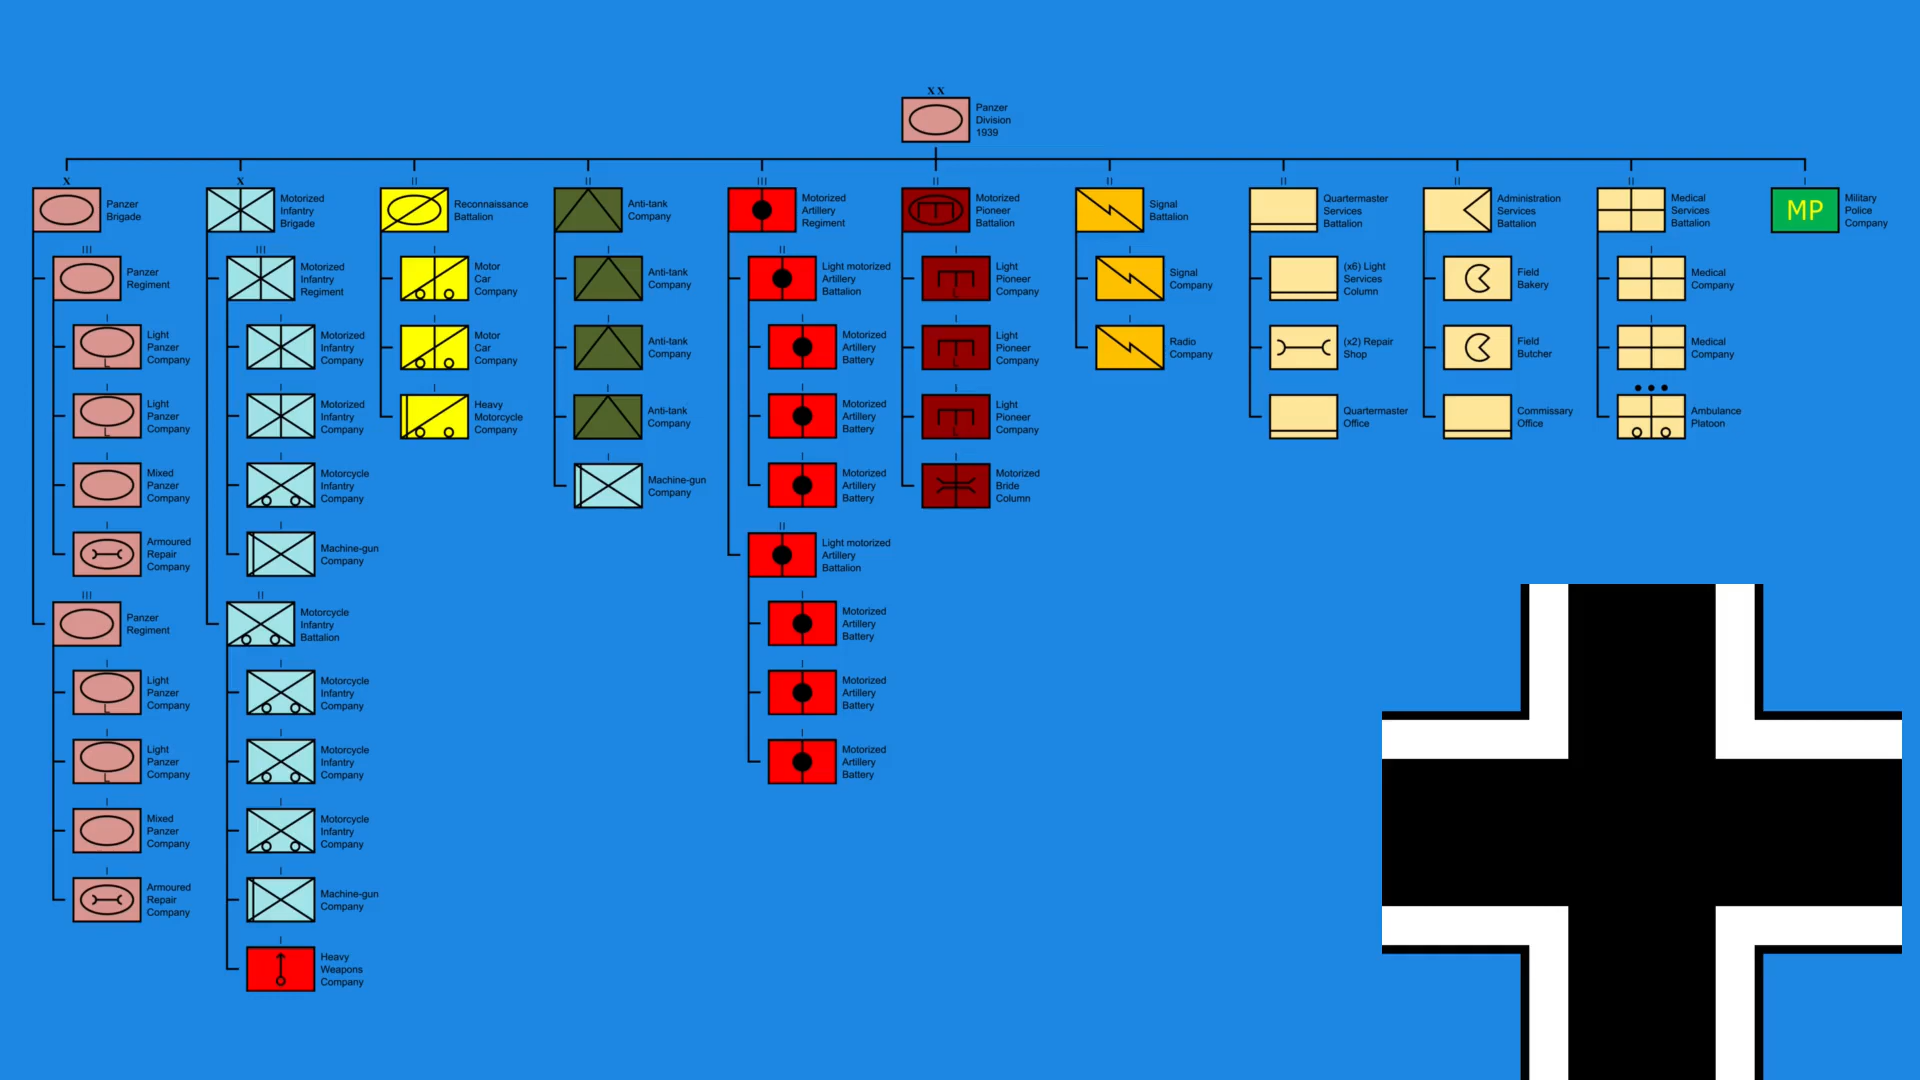 XX
Panzer
Division
1939
X
Panzer
Brigade
III
Panzer
Regiment
I
Light
Panzer
Company
L
I
Light
Panzer
Company
L
I
Mixed
Panzer
Company
I
Armoured
Repair
Company
III
Panzer
Regiment
I
Light
Panzer
Company
L
I
Light
Panzer
Company
L
I
Mixed
Panzer
Company
I
Armoured
Repair
Company
X
Motorized
Infantry
Brigade
III
Motorized
Infantry
Regiment
I
Motorized
Infantry
Company
I
Motorized
Infantry
Company
I
Motorcycle
Infantry
Company
I
Machine-gun
Company
II
Motorcycle
Infantry
Battalion
I
Motorcycle
Infantry
Company
I
Motorcycle
Infantry
Company
I
Motorcycle
Infantry
Company
I
Machine-gun
Company
I
Heavy
Weapons
Company
II
Reconnaissance
Battalion
I
Motor
Car
Company
I
Motor
Car
Company
I
Heavy
Motorcycle
Company
II
Anti-tank
Company
I
Anti-tank
Company
I
Anti-tank
Company
I
Anti-tank
Company
I
Machine-gun
Company
III
Motorized
Artillery
Regiment
II
Light motorized
Artillery
Battalion
I
Motorized
Artillery
Battery
I
Motorized
Artillery
Battery
I
Motorized
Artillery
Battery
II
Light motorized
Artillery
Battalion
I
Motorized
Artillery
Battery
I
Motorized
Artillery
Battery
I
Motorized
Artillery
Battery
II
Motorized
Pioneer
Battalion
I
Light
Pioneer
Company
L
I
Light
Pioneer
Company
L
I
Light
Pioneer
Company
L
I
Motorized
Bride
Column
II
Signal
Battalion
I
Signal
Company
I
Radio
Company
II
Quartermaster
Services
Battalion
(x6) Light
Services
Column
(x2) Repair
Shop
Quartermaster
Office
II
Administration
Services
Battalion
Field
Bakery
Field
Butcher
Commissary
Office
II
Medical
Services
Battalion
I
Medical
Company
I
Medical
Company
Ambulance
Platoon
I
MP
Military
Police
Company